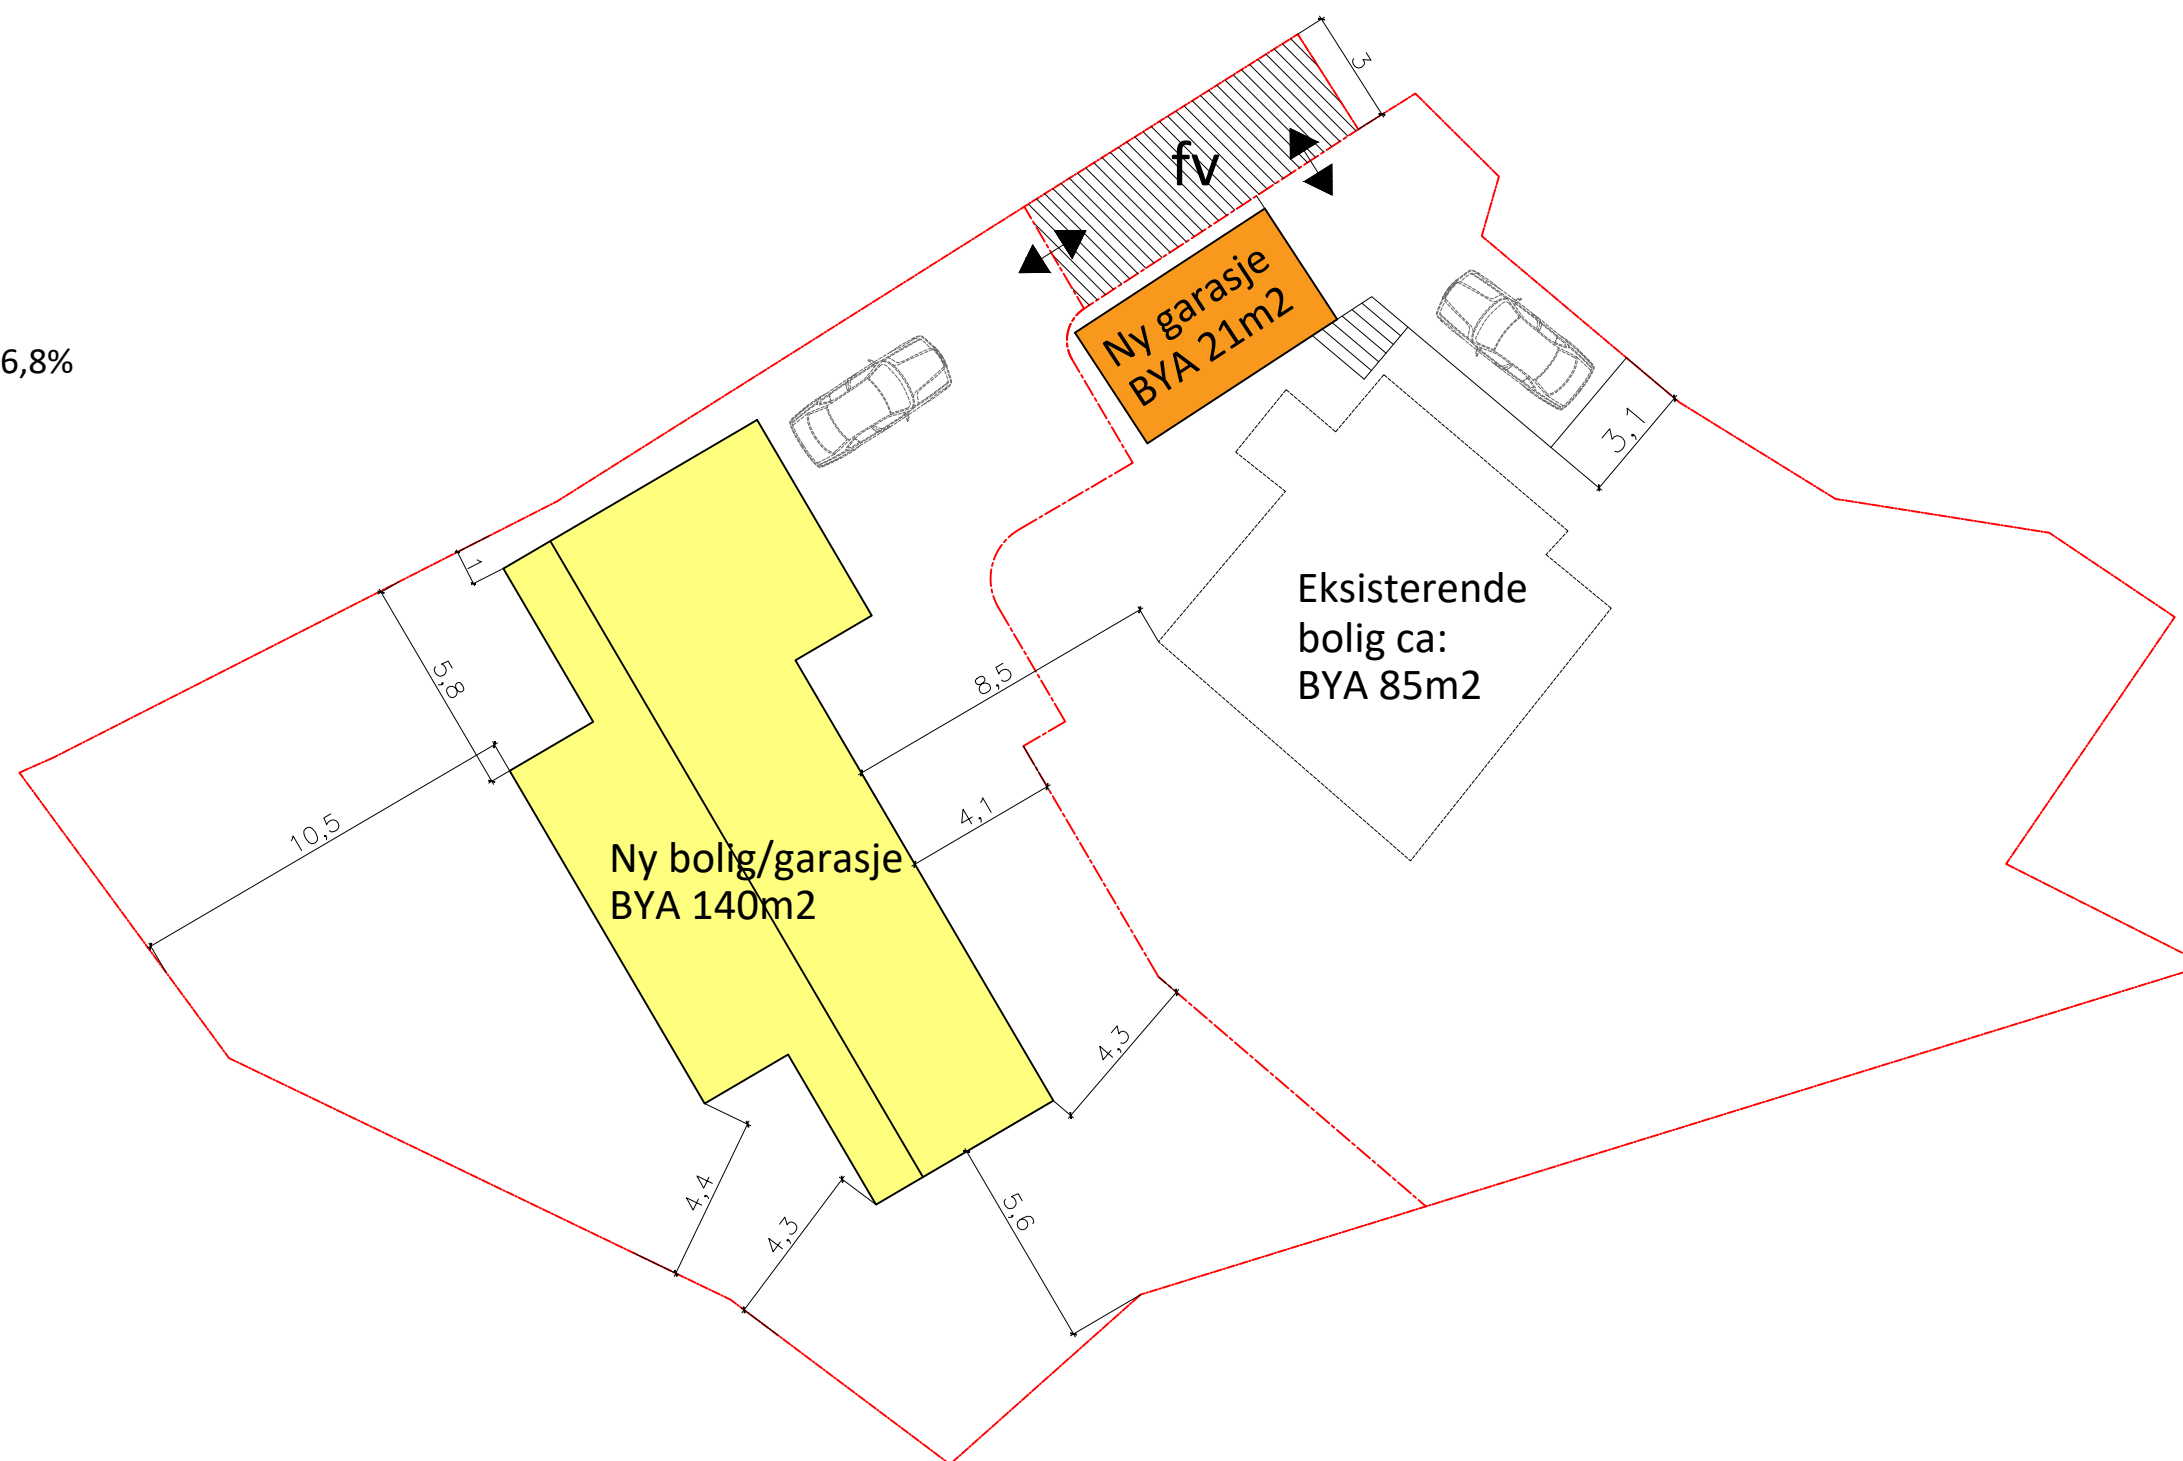 3
fv
Ny garasje
BYA 21m2
6,8%
3,1
1
5,8
8,5
Eksisterende
bolig ca:
BYA 85m2
4,1
10,5
Ny bolig/garasje
BYA 140m2
4,3
4,4
4,3
5,6